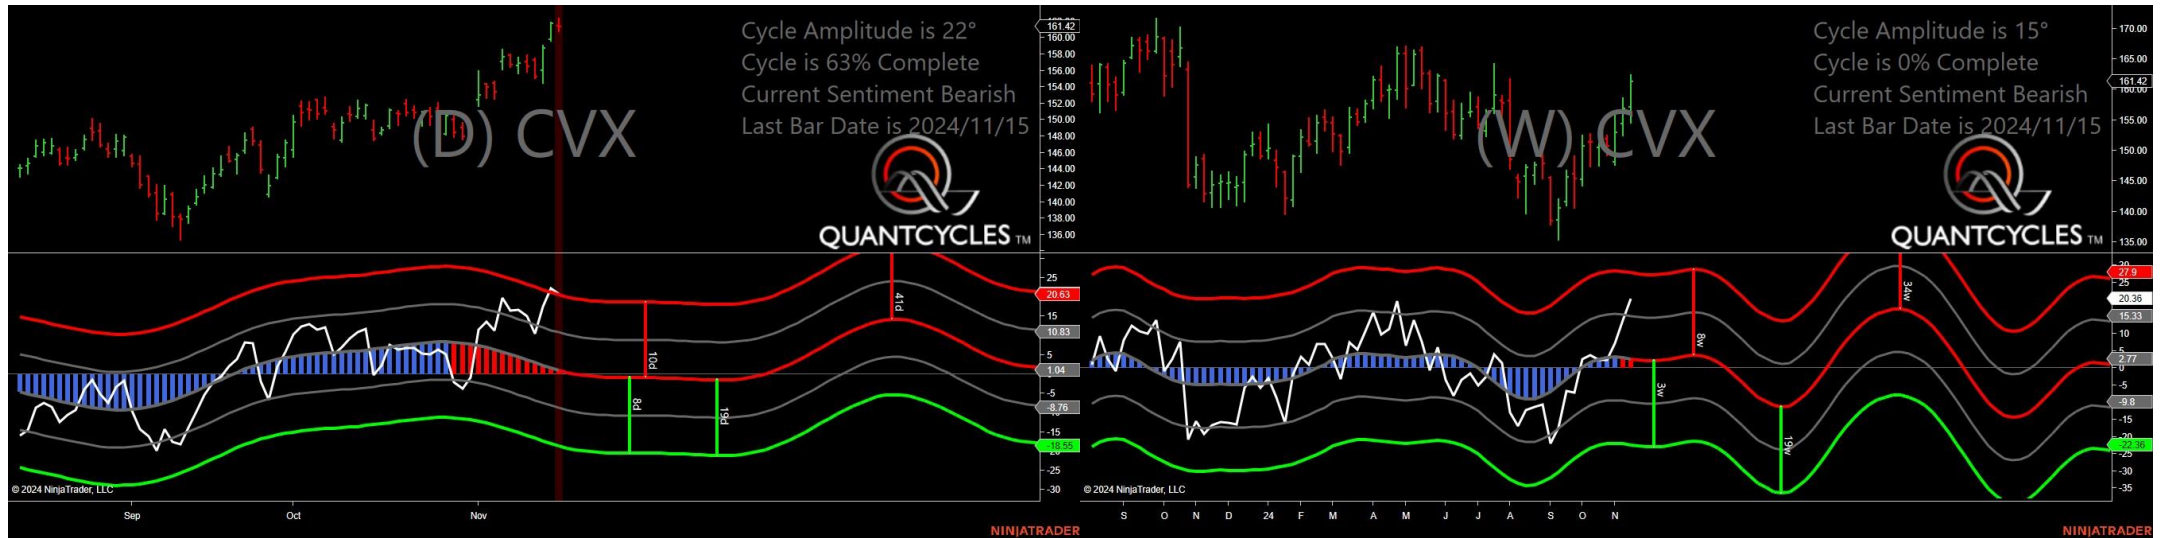 Cycle Amplitude is 22°
Cycle is 63% Complete
Current Sentiment Bearish
Last Bar Date is 2024/11/15
(D) CVX
QUANTCYCLES TM
161.42
160.00
158.00
156.00
154.00
152.00
150.00
148.00
146.00
144.00
142.00
140.00
138.00
136.00
25
20.63
15
10.83
5
1.04
-5
-8.76
-15
-18.55
-25
-30
10d
8d
19d
41d
© 2024 NinjaTrader, LLC
Sep
Oct
Nov
NINJATRADER
Cycle Amplitude is 15°
Cycle is 0% Complete
Current Sentiment Bearish
Last Bar Date is 2024/11/15
(W) CVX
QUANTCYCLES TM
170.00
165.00
161.42
160.00
155.00
150.00
145.00
140.00
135.00
27.9
25
20.36
15.33
10
5
2.77
0
-5
-9.8
-15
-22.36
-25
-30
-35
8w
3w
19w
34w
© 2024 NinjaTrader, LLC
S
O
N
D
24
F
M
A
M
J
J
A
S
O
N
NINJATRADER